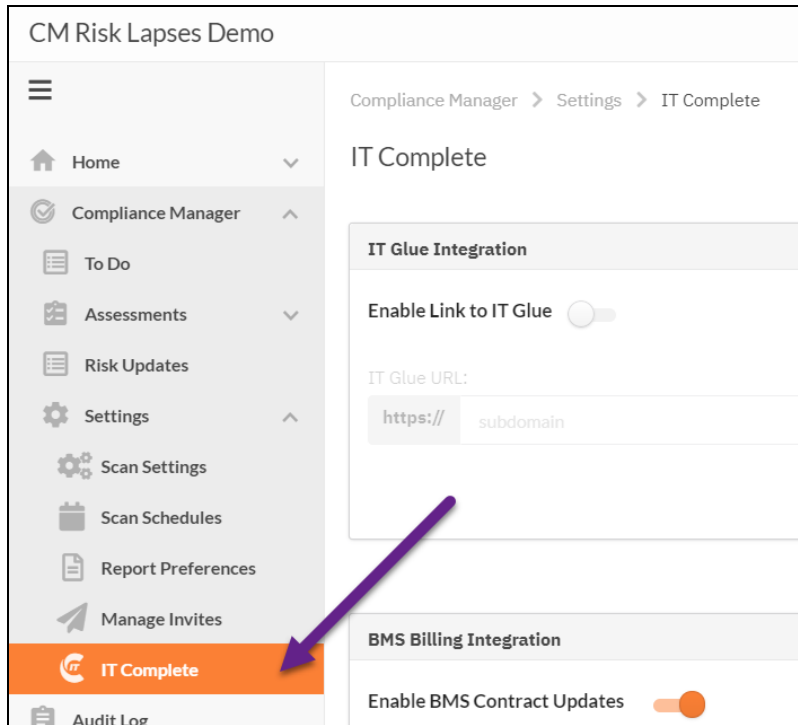 CM Risk Lapses Demo
Home
Compliance Manager
To Do
Assessments
Risk Updates
Settings
Scan Settings
Scan Schedules
Report Preferences
Manage Invites
IT Complete
Audit Log
Compliance Manager > Settings > IT Complete
IT Complete
IT Glue Integration
Enable Link to IT Glue
IT Glue URL:
https:// subdomain
BMS Billing Integration
Enable BMS Contract Updates